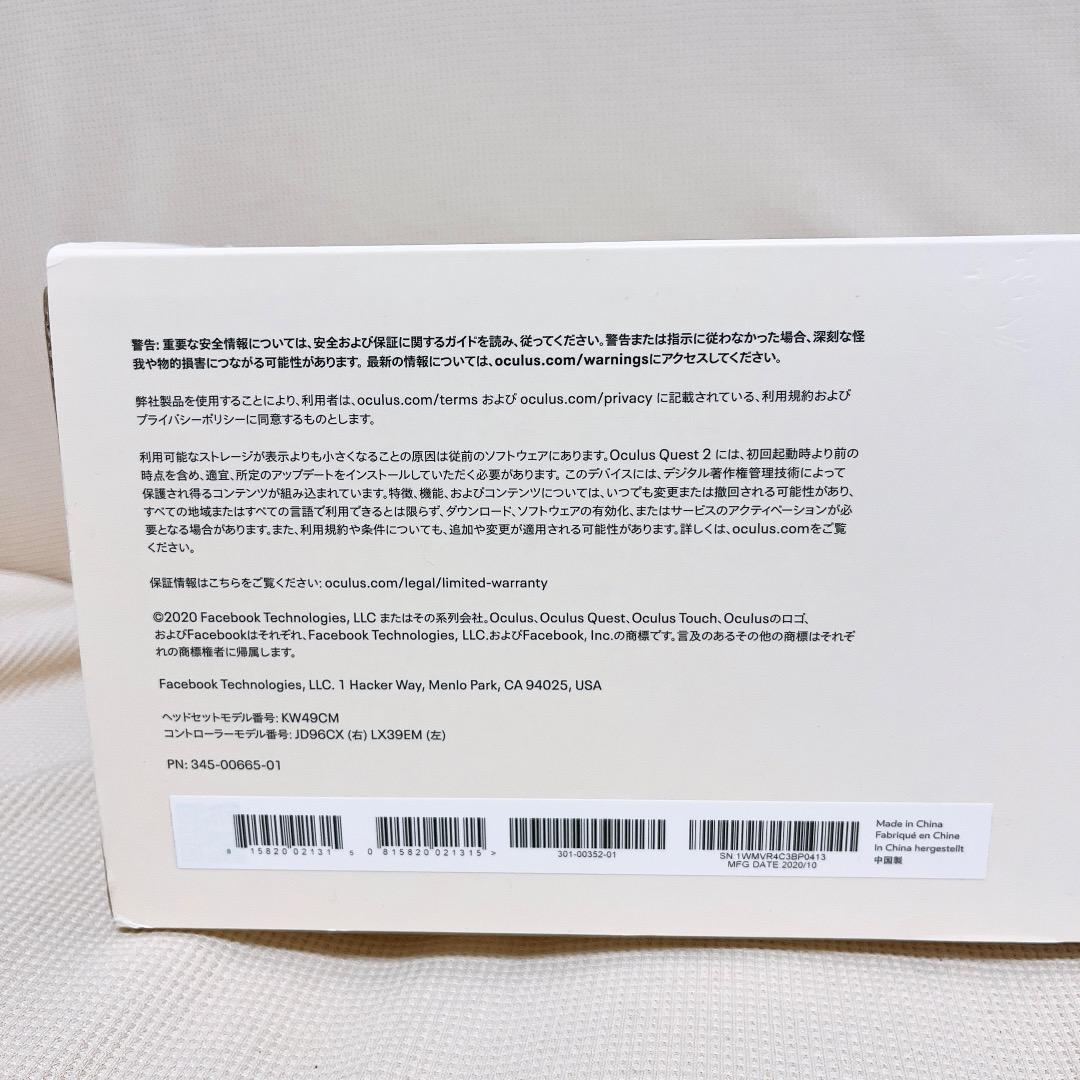 警告: 重要な安全情報については、安全および保証に関するガイドを読み、従ってください。警告または指示に従わなかった場合、深刻な怪
我や物的損害につながる可能性があります。最新の情報については、oculus.com/warningsにアクセスしてください。
弊社製品を使用することにより、利用者は、oculus.com/terms および oculus.com/privacy に記載されている、利用規約および
プライバシーポリシーに同意するものとします。
利用可能なストレージが表示よりも小さくなることの原因は従前のソフトウェアにあります。Oculus Quest 2 には、初回起動時より前の
時点を含め、適宜、所定のアップデートをインストールしていただく必要があります。 このデバイスには、デジタル著作権管理技術によって
保護され得るコンテンツが組み込まれています。特徴、機能、およびコンテンツについては、いつでも変更または撤回される可能性があり、
すべての地域またはすべての言語で利用できるとは限らず、ダウンロード、ソフトウェアの有効化、またはサービスのアクティベーションが必
要となる場合があります。また、利用規約や条件についても、追加や変更が適用される可能性があります。詳しくは、oculus.comをご覧
ください。
保証情報はこちらをご覧ください: oculus.com/legal/limited-warranty
©2020 Facebook Technologies, LLC またはその系列会社。Oculus、Oculus Quest、Oculus Touch、Oculusのロゴ、
およびFacebookはそれぞれ、Facebook Technologies, LLC.およびFacebook, Inc.の商標です。言及のあるその他の商標はそれぞ
れの商標権者に帰属します。
Facebook Technologies, LLC. 1 Hacker Way, Menlo Park, CA 94025, USA
ヘッドセットモデル番号: KW49CM
コントローラーモデル番号: JD96CX (右) LX39EM (左)
PN: 345-00665-01
8 15820 02131 5
0 815820 021315 >
301-00352-01
SN:1WMVR4C3BP0413
MFG DATE 2020/10
Made in China
Fabriqué en Chine
In China hergestellt
中国製